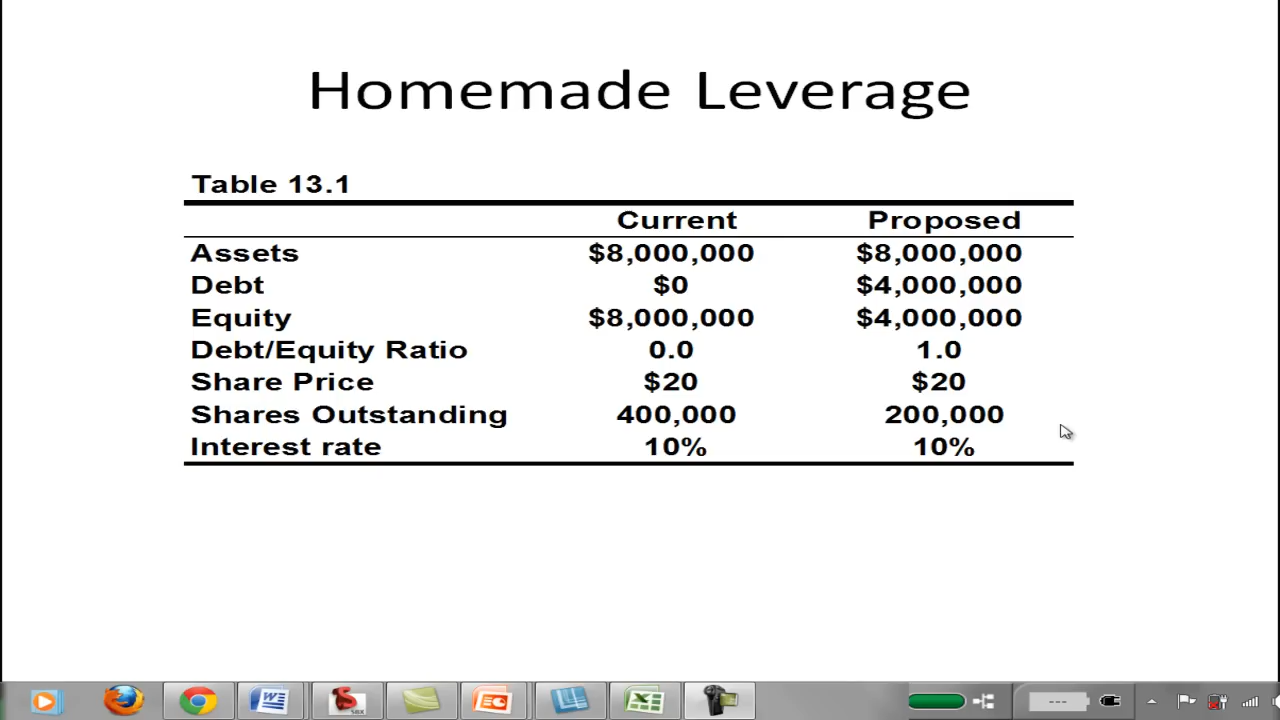 Homemade Leverage
Table 13.1
Current Proposed
Assets $8,000,000 $8,000,000
Debt $0 $4,000,000
Equity $8,000,000 $4,000,000
Debt/Equity Ratio 0.0 1.0
Share Price $20 $20
Shares Outstanding 400,000 200,000
Interest rate 10% 10%
---